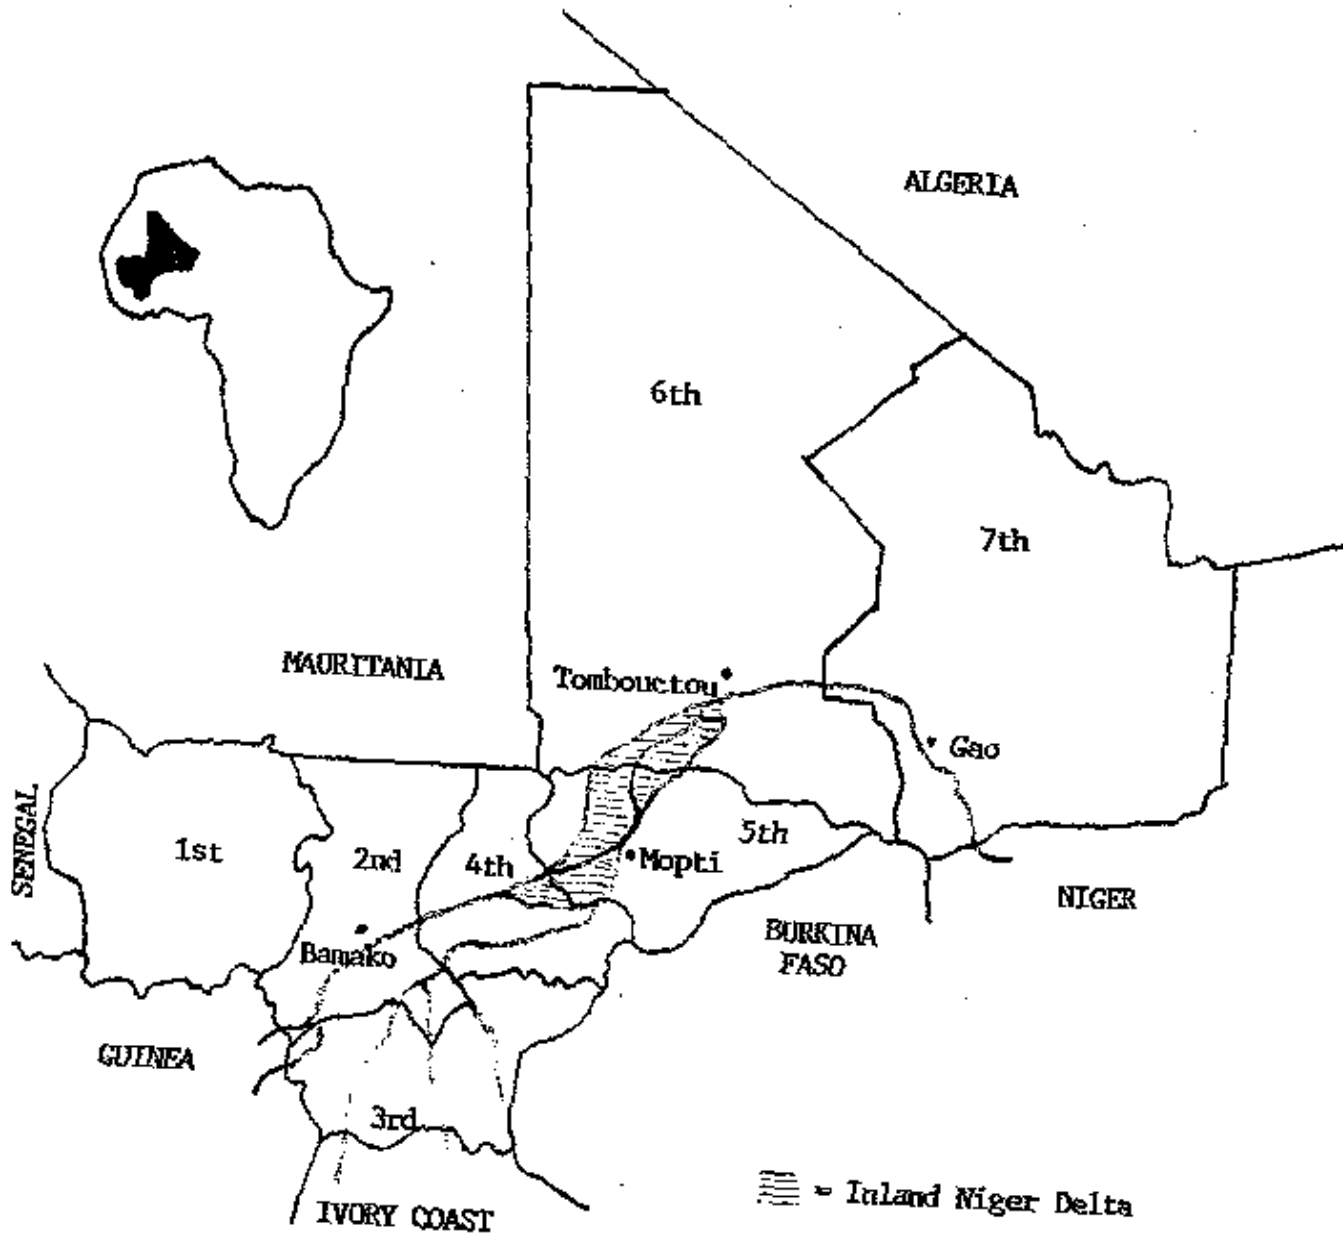 ALGERIA
6th
7th
MAURITANIA
Tombouctou
Gao
SENEGAL
1st
2nd
4th
5th
Mopti
NIGER
Bamako
BURKINA
FASO
GUINEA
3rd
= Inland Niger Delta
IVORY COAST